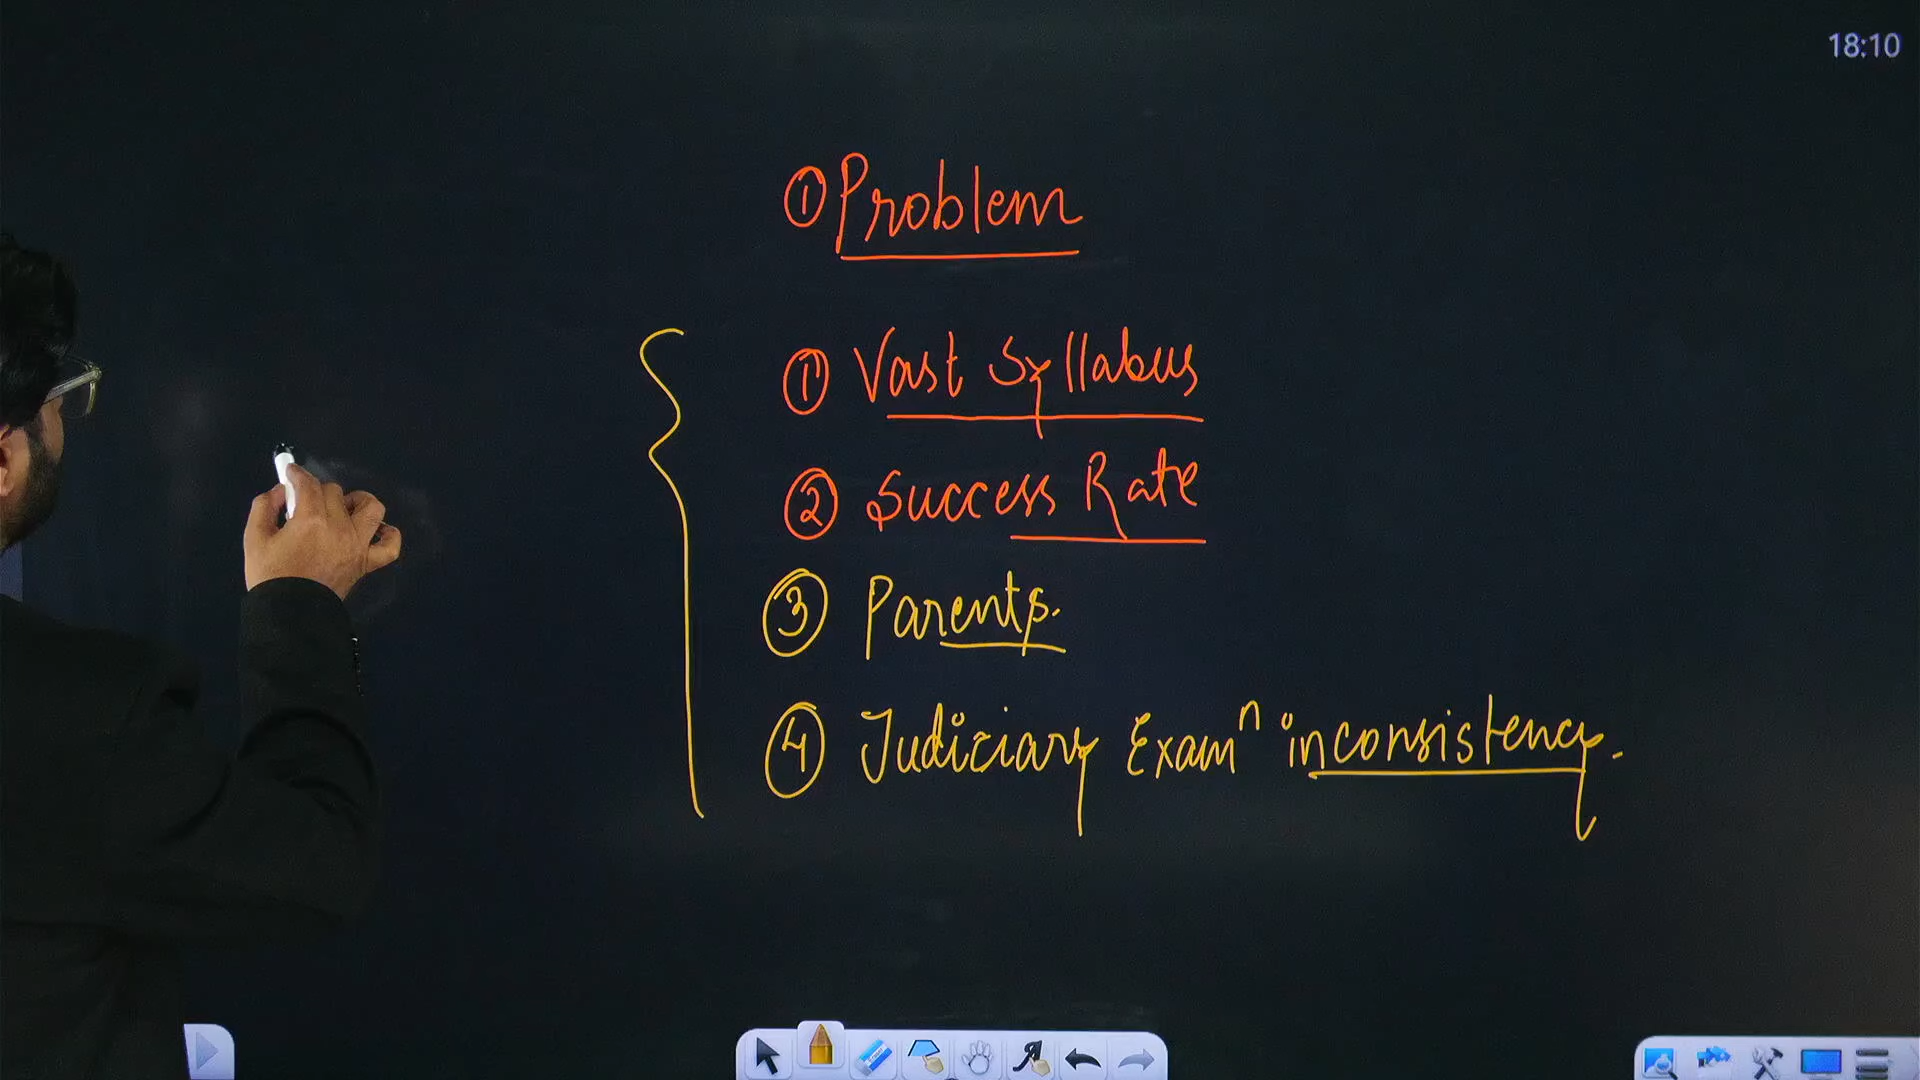 18:10
① Problem
① Vast Syllabus
② Success Rate
③ Parents.
④ Judiciary Examⁿ inconsistency.